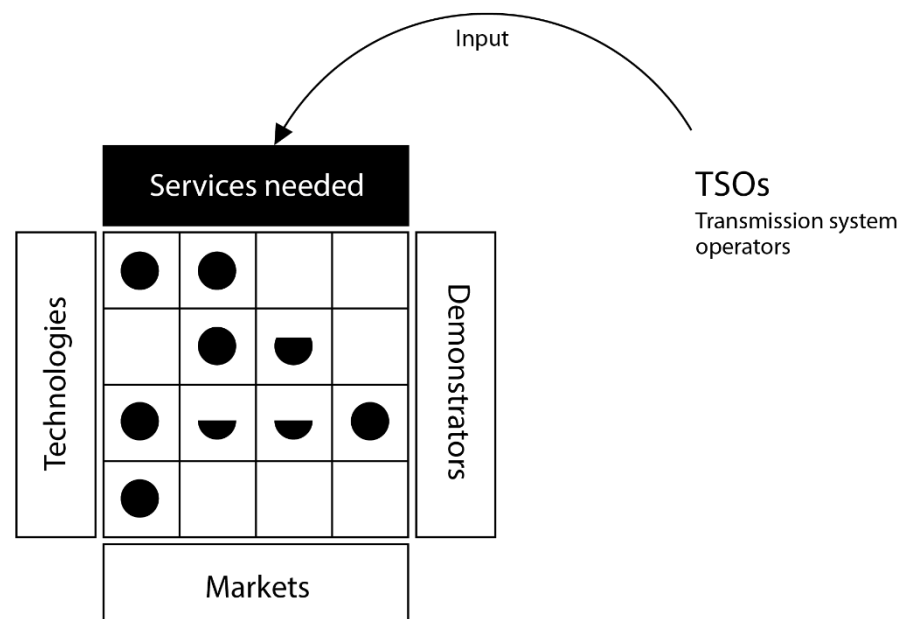 Input
Services needed
TSOs
Transmission system
operators
Technologies
Demonstrators
Markets